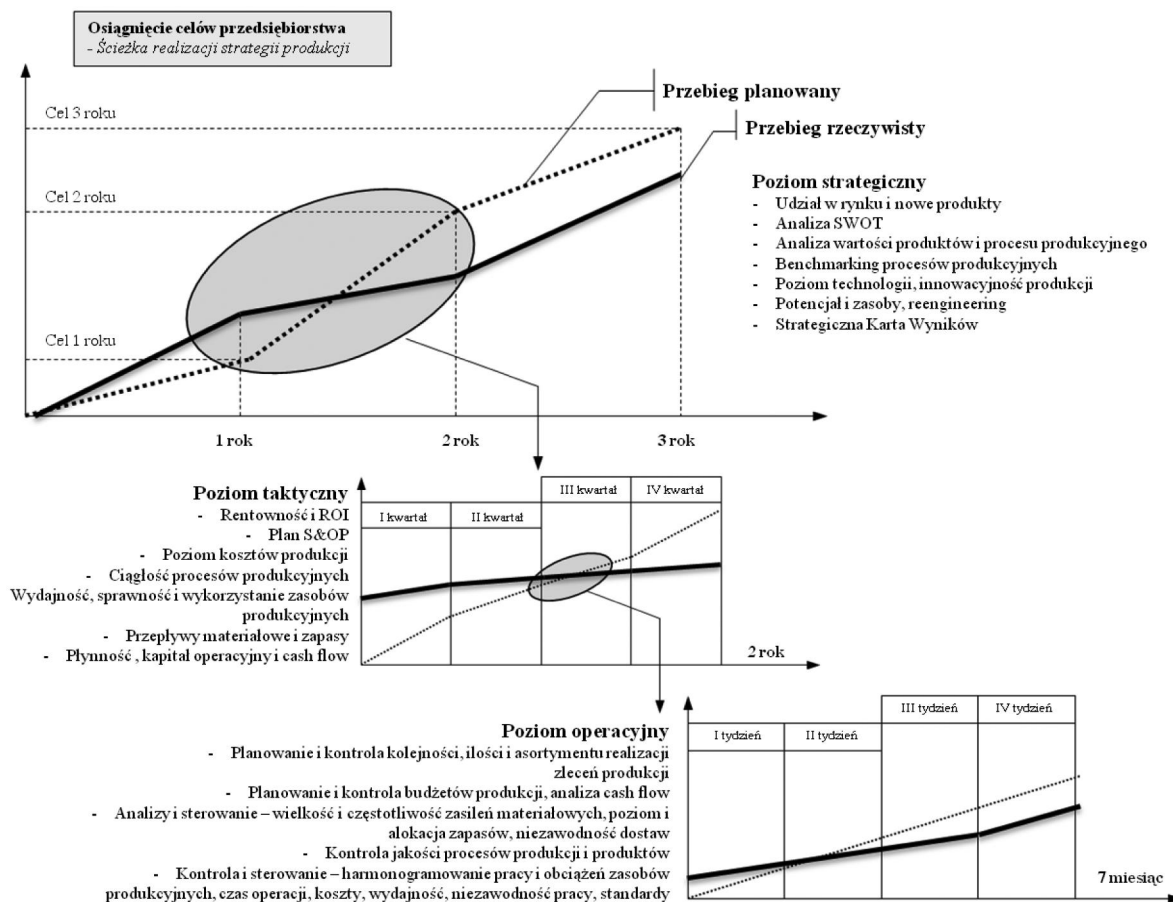 Osiągnięcie celów przedsiębiorstwa
- Ścieżka realizacji strategii produkcji
Cel 3 roku
Przebieg planowany
Przebieg rzeczywisty
Cel 2 roku
Cel 1 roku
1 rok
2 rok
3 rok
Poziom strategiczny
- Udział w rynku i nowe produkty
- Analiza SWOT
- Analiza wartości produktów i procesu produkcyjnego
- Benchmarking procesów produkcyjnych
- Poziom technologii, innowacyjność produkcji
- Potencjał i zasoby, reengineering
- Strategiczna Karta Wyników
Poziom taktyczny
- Rentowność i ROI
- Plan S&OP
- Poziom kosztów produkcji
- Ciągłość procesów produkcyjnych
Wydajność, sprawność i wykorzystanie zasobów
produkcyjnych
- Przepływy materiałowe i zapasy
- Płynność , kapitał operacyjny i cash flow
I kwartał
II kwartał
III kwartał
IV kwartał
2 rok
Poziom operacyjny
- Planowanie i kontrola kolejności, ilości i asortymentu realizacji
zleceń produkcji
- Planowanie i kontrola budżetów produkcji, analiza cash flow
- Analizy i sterowanie – wielkość i częstotliwość zasileń materiałowych, poziom i
alokacja zapasów, niezawodność dostaw
- Kontrola jakości procesów produkcji i produktów
- Kontrola i sterowanie – harmonogramowanie pracy i obciążeń zasobów
produkcyjnych, czas operacji, koszty, wydajność, niezawodność pracy, standardy
I tydzień
II tydzień
III tydzień
IV tydzień
7 miesiąc